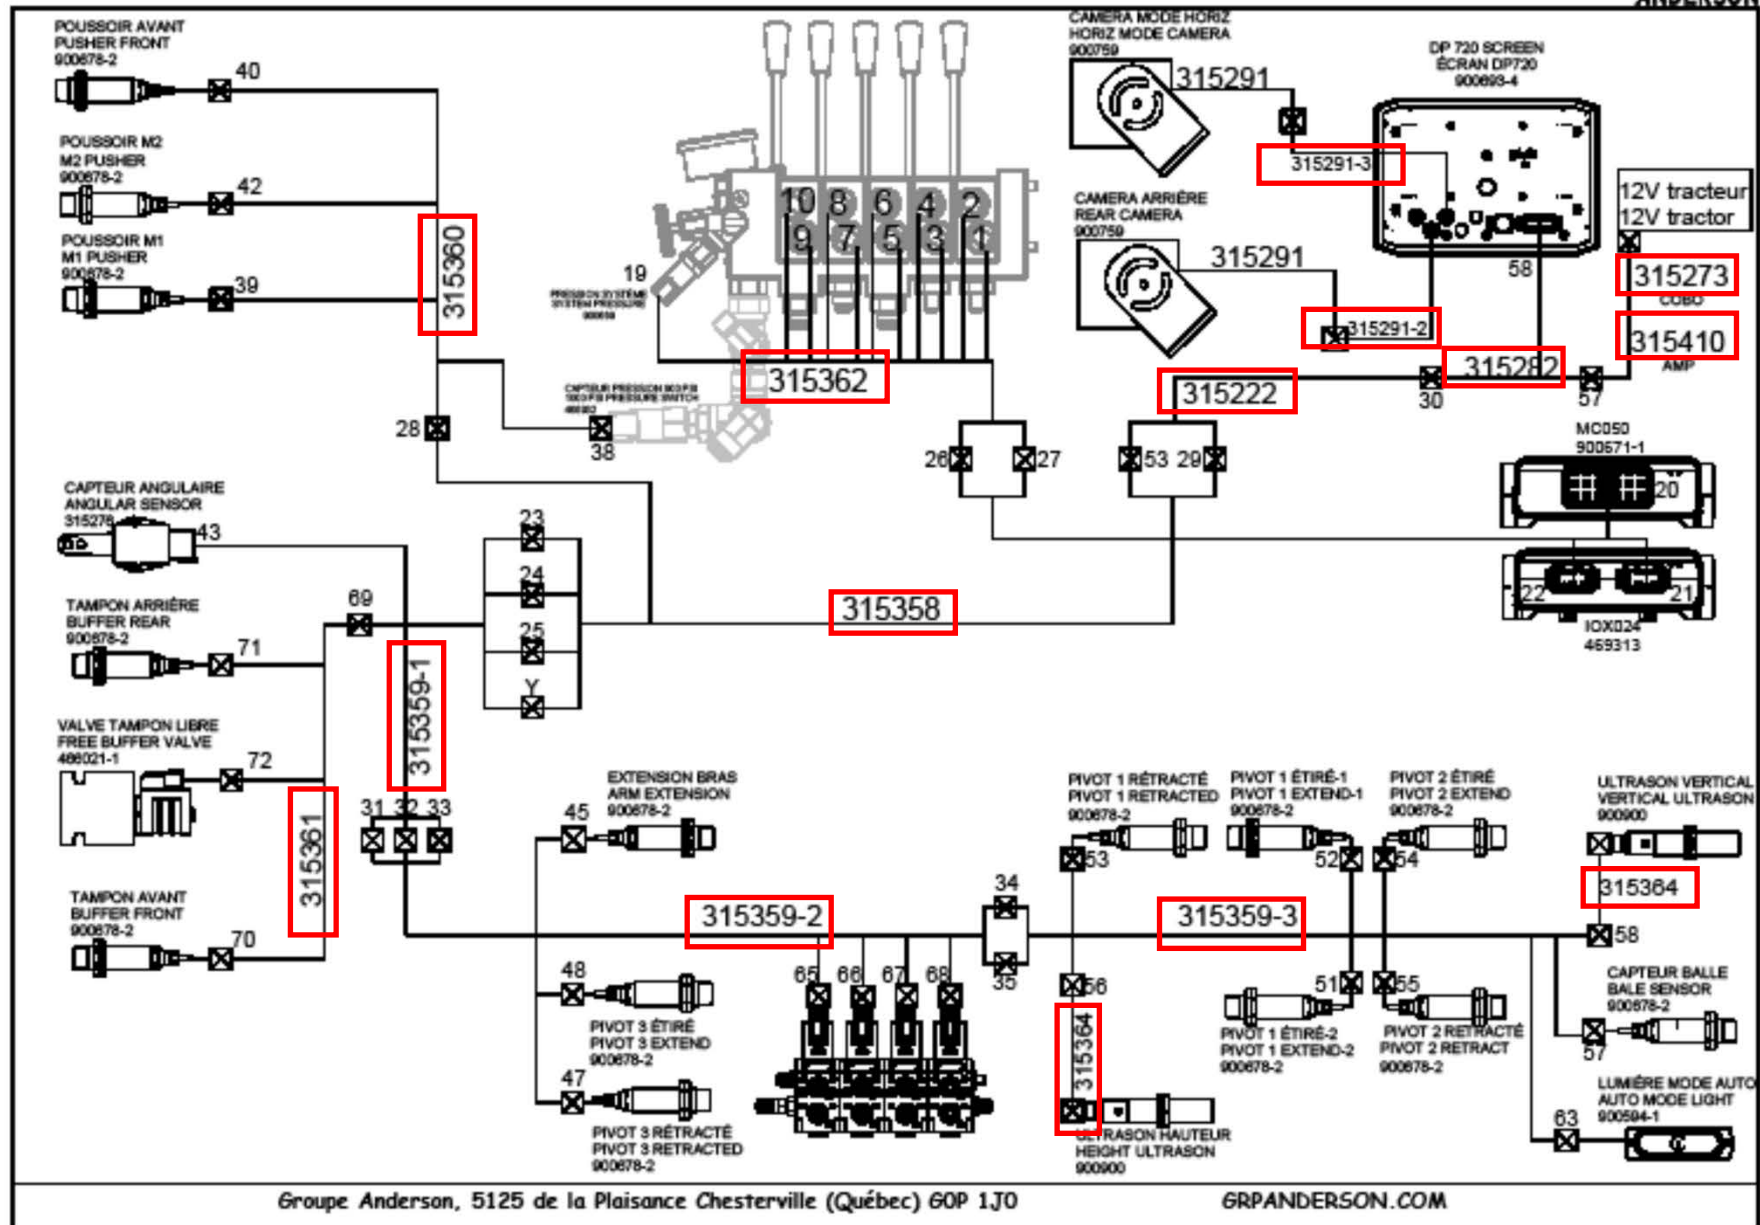 ANDERSON
POUSSOIR AVANT
PUSHER FRONT
900678-2
40
POUSSOIR M2
M2 PUSHER
900678-2
42
POUSSOIR M1
M1 PUSHER
900678-2
39
315360
28
10 8 6 4 2
9 7 5 3 1
19
PRESSION SYSTÈME
SYSTEM PRESSURE
315362
38
CAMERA MODE HORIZ
HORIZ MODE CAMERA
900759
315291
315291-3
CAMERA ARRIÈRE
REAR CAMERA
900759
315291
315291-2
DP 720 SCREEN
ÉCRAN DP720
900693-4
58
12V tracteur
12V tractor
315273
COBO
315410
AMP
315282
315222
30
57
26
27
53
29
MC050
900671-1
20
22
21
IOX024
469313
CAPTEUR ANGULAIRE
ANGULAR SENSOR
315276
43
TAMPON ARRIÈRE
BUFFER REAR
900678-2
71
69
23
24
25
Y
315358
315359-1
VALVE TAMPON LIBRE
FREE BUFFER VALVE
466021-1
72
315361
31 32 33
TAMPON AVANT
BUFFER FRONT
900678-2
70
EXTENSION BRAS
ARM EXTENSION
900678-2
45
315359-2
48
PIVOT 3 ÉTIRÉ
PIVOT 3 EXTEND
900678-2
47
PIVOT 3 RÉTRACTÉ
PIVOT 3 RETRACTED
900678-2
65 66 67 68
34
35
PIVOT 1 RÉTRACTÉ
PIVOT 1 RETRACTED
900678-2
53
PIVOT 1 ÉTIRÉ-1
PIVOT 1 EXTEND-1
900678-2
52
PIVOT 2 ÉTIRÉ
PIVOT 2 EXTEND
900678-2
54
315359-3
56
315364
ULTRASON HAUTEUR
HEIGHT ULTRASON
900900
51
PIVOT 1 ÉTIRÉ-2
PIVOT 1 EXTEND-2
900678-2
55
PIVOT 2 RETRACTÉ
PIVOT 2 RETRACT
900678-2
ULTRASON VERTICAL
VERTICAL ULTRASON
900900
315364
58
CAPTEUR BALLE
BALE SENSOR
900678-2
57
LUMIÈRE MODE AUTO
AUTO MODE LIGHT
900594-1
63
Groupe Anderson, 5125 de la Plaisance Chesterville (Québec) G0P 1J0
GRPANDERSON.COM